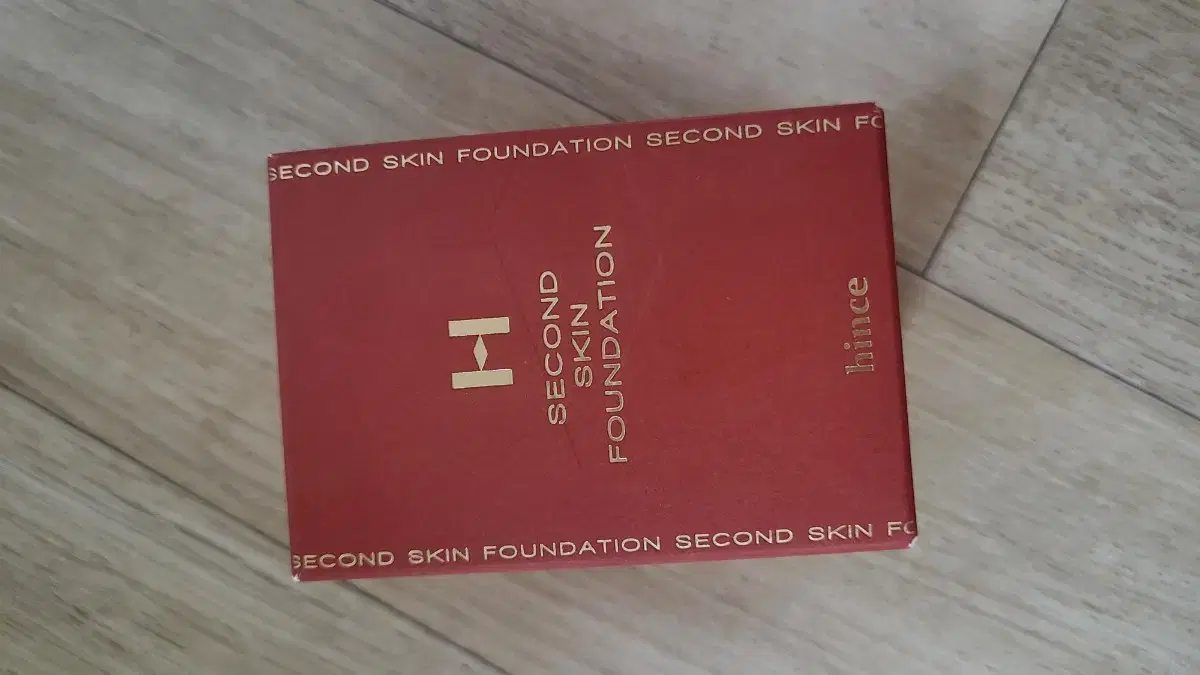 SECOND SKIN FOUNDATION SECOND SKIN FO
H
SECOND
SKIN
FOUNDATION
hince
SECOND SKIN FOUNDATION SECOND SKIN FO